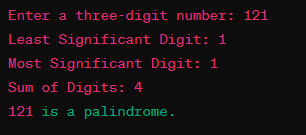 Enter a three-digit number: 121
Least Significant Digit: 1
Most Significant Digit: 1
Sum of Digits: 4
121 is a palindrome.